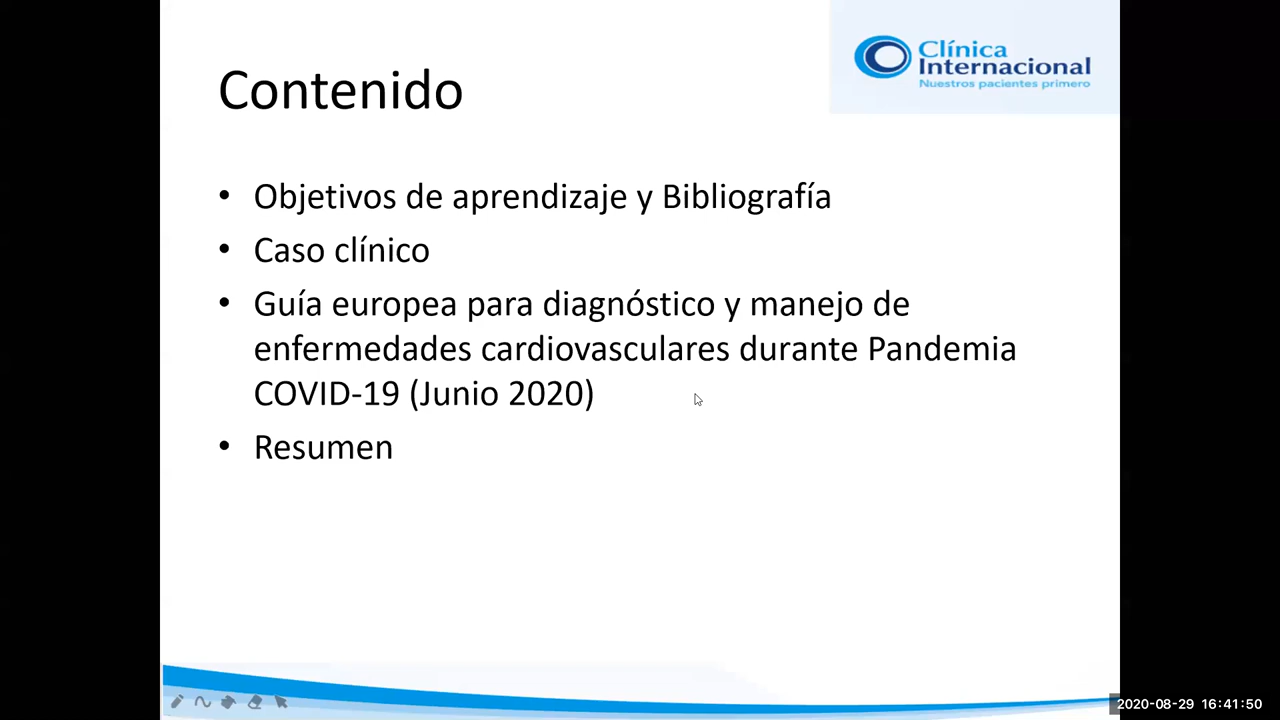 Clínica
Internacional
Nuestros pacientes primero
Contenido
• Objetivos de aprendizaje y Bibliografía
• Caso clínico
• Guía europea para diagnóstico y manejo de
enfermedades cardiovasculares durante Pandemia
COVID-19 (Junio 2020)
• Resumen
2020-08-29 16:41:50